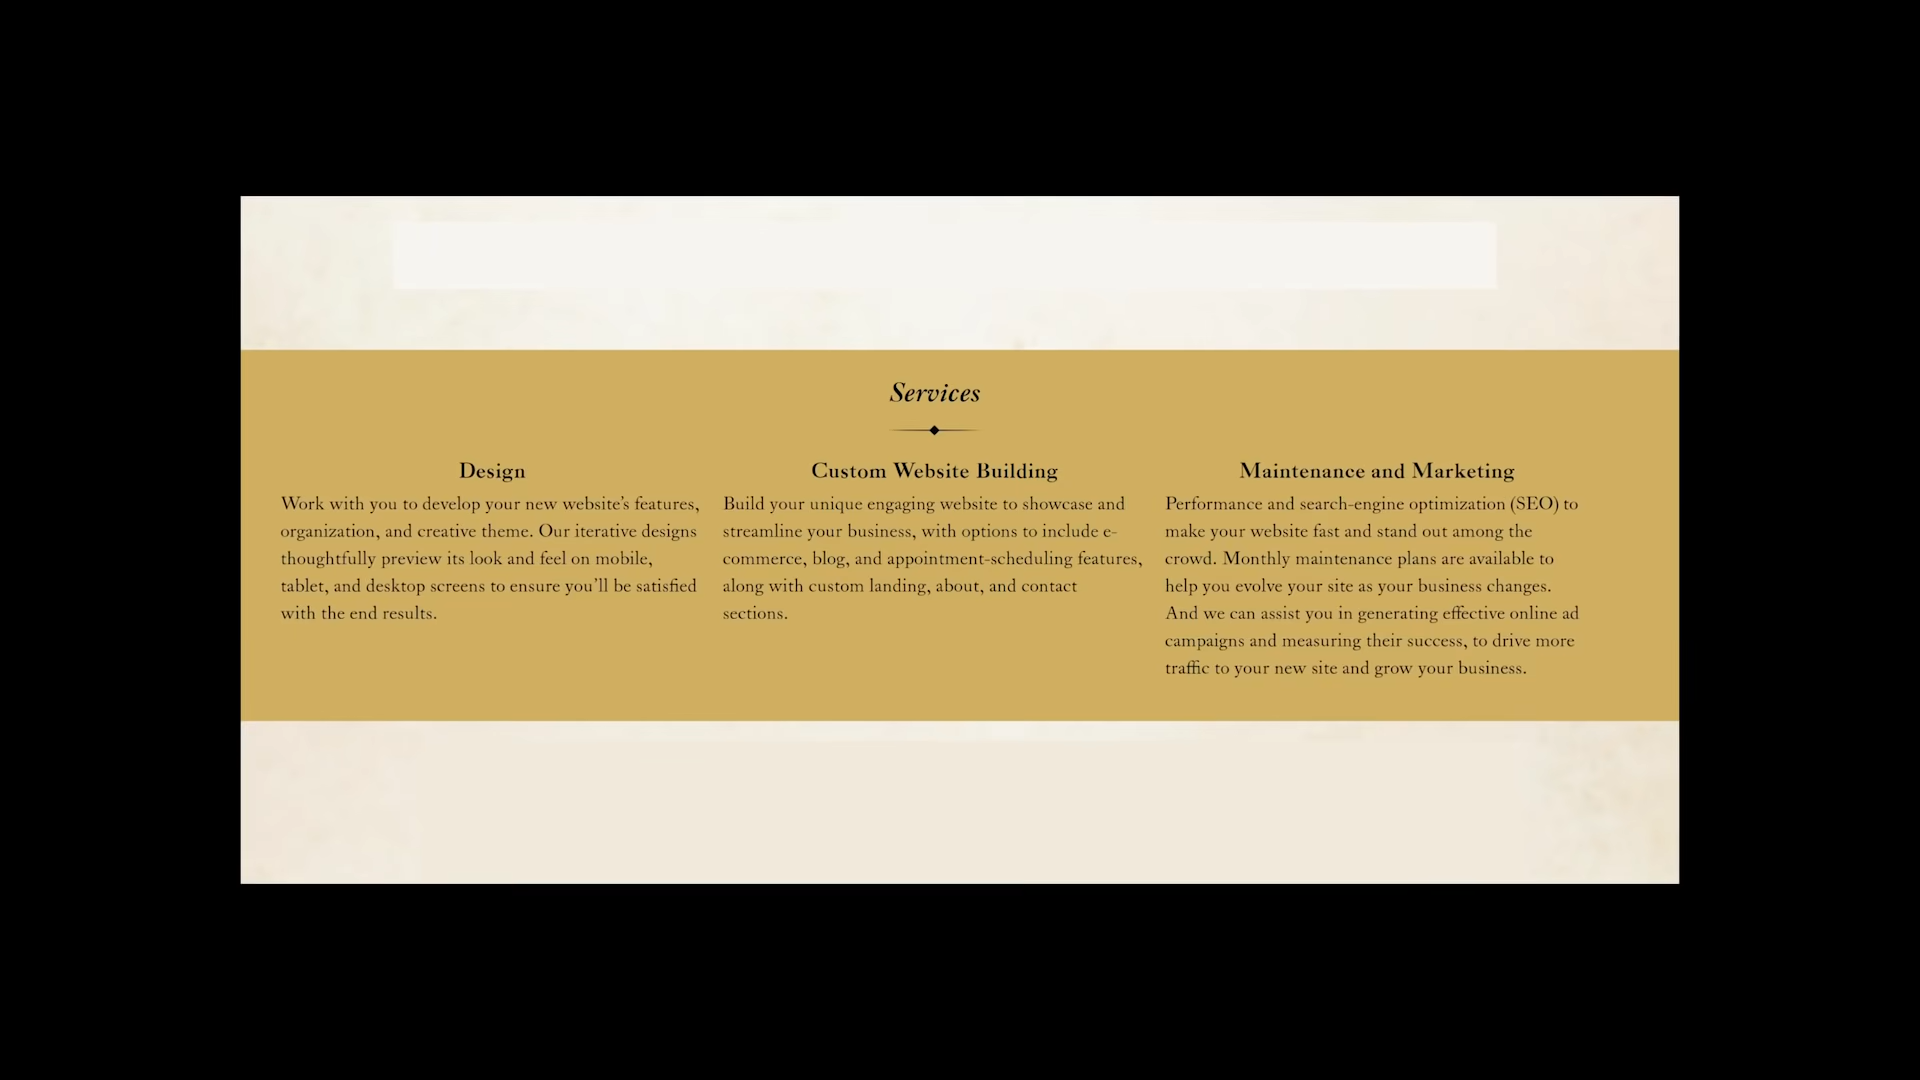 Services
Design
Work with you to develop your new website’s features,
organization, and creative theme. Our iterative designs
thoughtfully preview its look and feel on mobile,
tablet, and desktop screens to ensure you’ll be satisfied
with the end results.
Custom Website Building
Build your unique engaging website to showcase and
streamline your business, with options to include e-
commerce, blog, and appointment-scheduling features,
along with custom landing, about, and contact
sections.
Maintenance and Marketing
Performance and search-engine optimization (SEO) to
make your website fast and stand out among the
crowd. Monthly maintenance plans are available to
help you evolve your site as your business changes.
And we can assist you in generating effective online ad
campaigns and measuring their success, to drive more
traffic to your new site and grow your business.